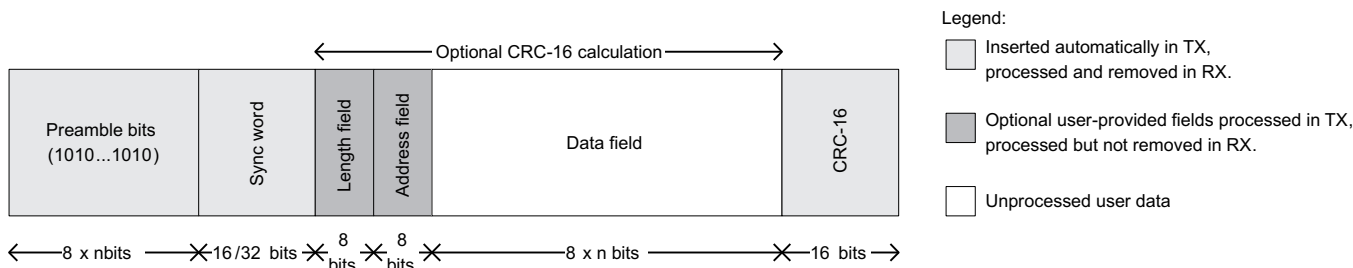 Legend:
Optional CRC-16 calculation
Inserted automatically in TX,
processed and removed in RX.
Preamble bits
(1010...1010)
Sync word
Length field
Address field
Data field
CRC-16
Optional user-provided fields processed in TX,
processed but not removed in RX.
Unprocessed user data
8 x nbits
16/32 bits
8
bits
8
bits
8 x n bits
16 bits